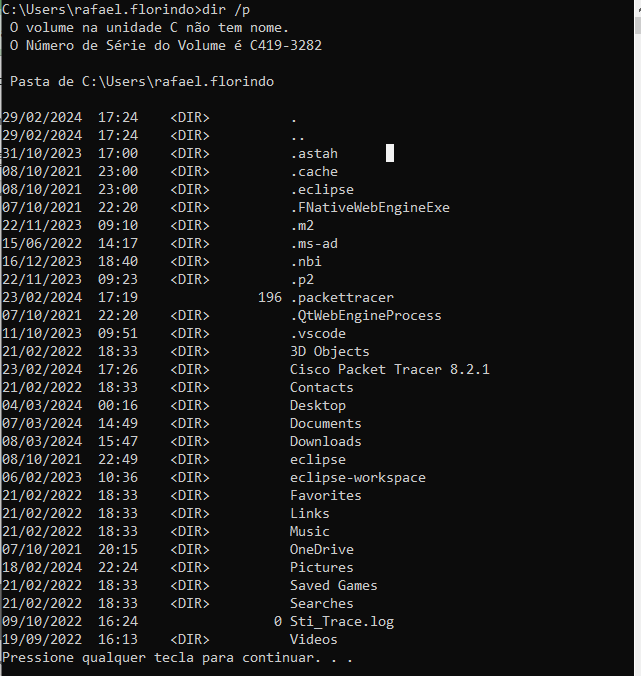 C:\Users\rafael.florindo>dir /p
O volume na unidade C não tem nome.
O Número de Série do Volume é C419-3282
Pasta de C:\Users\rafael.florindo
29/02/2024  17:24    <DIR>          .
29/02/2024  17:24    <DIR>          ..
31/10/2023  17:00    <DIR>          .astah
08/10/2021  23:00    <DIR>          .cache
08/10/2021  23:00    <DIR>          .eclipse
07/10/2021  22:20    <DIR>          .FNativeWebEngineExe
22/11/2023  09:10    <DIR>          .m2
15/06/2022  14:17    <DIR>          .ms-ad
16/12/2023  18:40    <DIR>          .nbi
22/11/2023  09:23    <DIR>          .p2
23/02/2024  17:19               196 .packettracer
07/10/2021  22:20    <DIR>          .QtWebEngineProcess
11/10/2023  09:51    <DIR>          .vscode
21/02/2022  18:33    <DIR>          3D Objects
23/02/2024  17:26    <DIR>          Cisco Packet Tracer 8.2.1
21/02/2022  18:33    <DIR>          Contacts
04/03/2024  00:16    <DIR>          Desktop
07/03/2024  14:49    <DIR>          Documents
08/03/2024  15:47    <DIR>          Downloads
08/10/2021  22:49    <DIR>          eclipse
06/02/2023  10:36    <DIR>          eclipse-workspace
21/02/2022  18:33    <DIR>          Favorites
21/02/2022  18:33    <DIR>          Links
21/02/2022  18:33    <DIR>          Music
07/10/2021  20:15    <DIR>          OneDrive
18/02/2024  22:24    <DIR>          Pictures
21/02/2022  18:33    <DIR>          Saved Games
21/02/2022  18:33    <DIR>          Searches
09/10/2022  16:24                 0 Sti_Trace.log
19/09/2022  16:13    <DIR>          Videos
Pressione qualquer tecla para continuar. . .